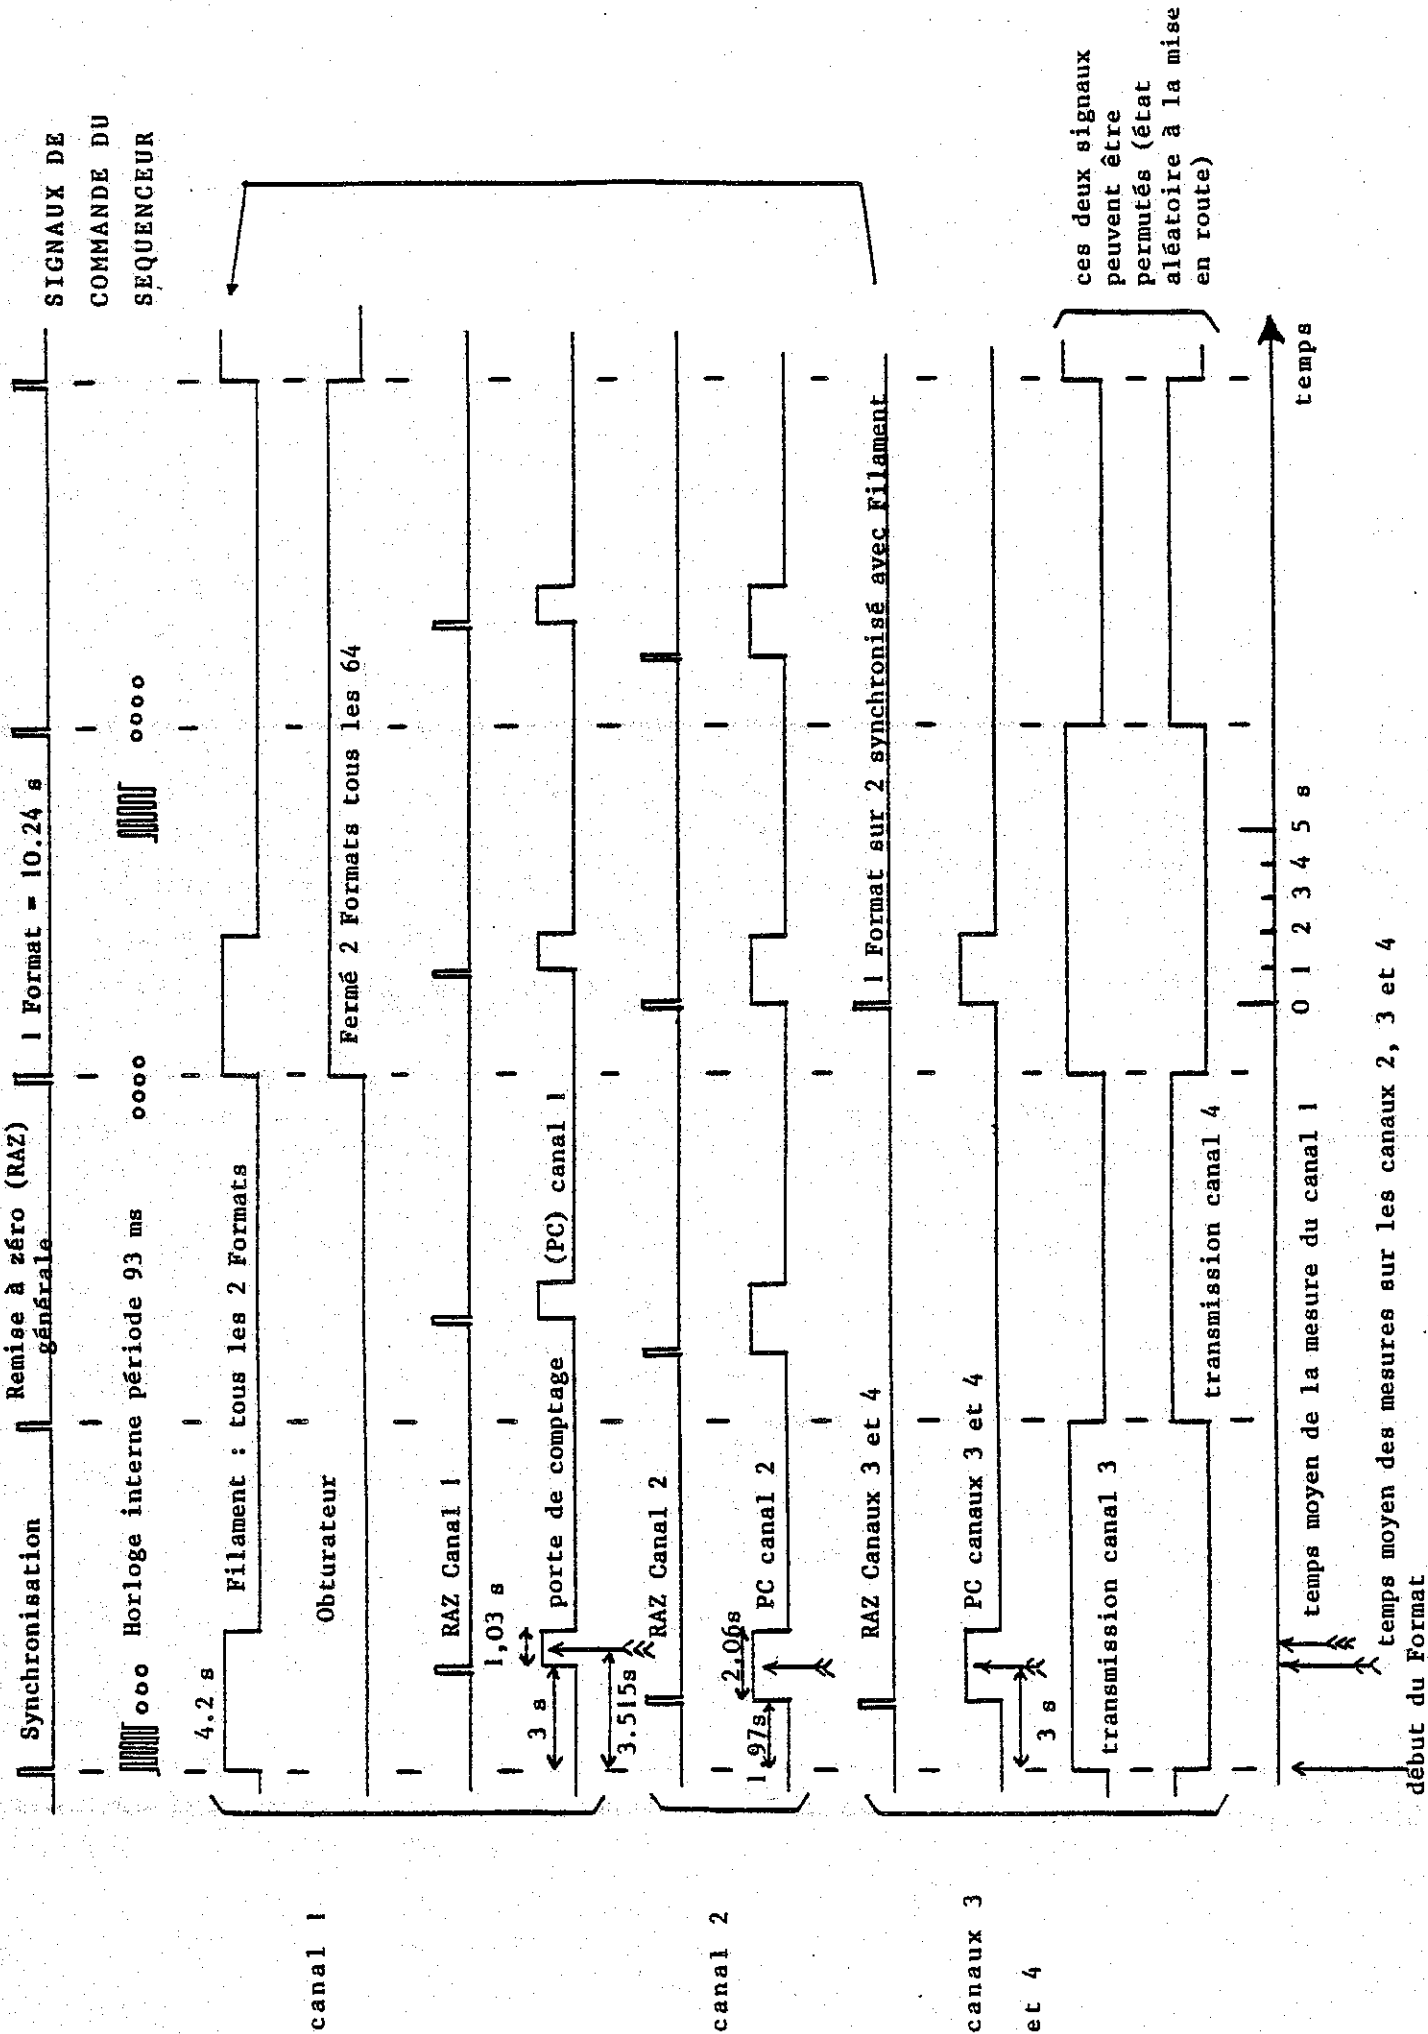 SIGNAUX DE
COMMANDE DU
SEQUENCEUR
Synchronisation
Remise à zéro (RAZ)
générale
1 Format = 10.24 s
ooo Horloge interne période 93 ms
oooo
oooo
4.2 s
Filament : tous les 2 Formats
Obturateur
Fermé 2 Formats tous les 64
canal 1
RAZ Canal 1
1,03 s
3 s
porte de comptage (PC) canal 1
3.515s
canal 2
RAZ Canal 2
2.06s
PC canal 2
1.97s
canaux 3
et 4
RAZ Canaux 3 et 4
1 Format sur 2 synchronisé avec Filament
PC canaux 3 et 4
3 s
transmission canal 3
transmission canal 4
ces deux signaux
peuvent être
permutés (état
aléatoire à la mise
en route)
0 1 2 3 4 5 s
temps
temps moyen de la mesure du canal 1
temps moyen des mesures sur les canaux 2, 3 et 4
début du Format